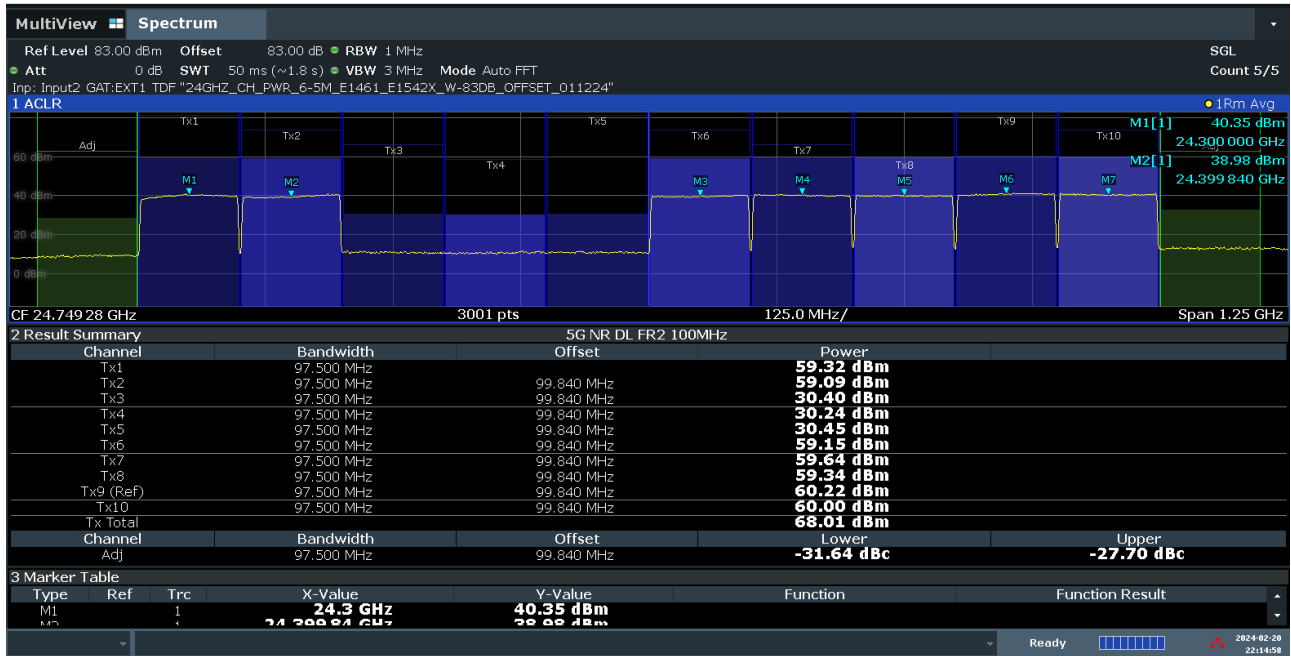 MultiView Spectrum
Ref Level 83.00 dBm Offset 83.00 dB RBW 1 MHz SGL
Att 0 dB SWT 50 ms (~1.8 s) VBW 3 MHz Mode Auto FFT Count 5/5
Inp: Input2 GAT:EXT1 TDF "24GHZ_CH_PWR_6-5M_E1461_E1542X_W-83DB_OFFSET_011224"
1 ACLR 1Rm Avg
Tx1 Tx5 Tx9 M1[1] 40.35 dBm
Tx2 Tx6 Tx10
Adj Tx3 Tx7 24.300 000 GHz
60 dBm Tx4 Tx8 M2[1] 38.98 dBm
M1 M2 M3 M4 M5 M6 M7 24.399 840 GHz
40 dBm
20 dBm
0 dBm
CF 24.749 28 GHz 3001 pts 125.0 MHz/ Span 1.25 GHz
2 Result Summary 5G NR DL FR2 100MHz
Channel Bandwidth Offset Power
Tx1 97.500 MHz 59.32 dBm
Tx2 97.500 MHz 99.840 MHz 59.09 dBm
Tx3 97.500 MHz 99.840 MHz 30.40 dBm
Tx4 97.500 MHz 99.840 MHz 30.24 dBm
Tx5 97.500 MHz 99.840 MHz 30.45 dBm
Tx6 97.500 MHz 99.840 MHz 59.15 dBm
Tx7 97.500 MHz 99.840 MHz 59.64 dBm
Tx8 97.500 MHz 99.840 MHz 59.34 dBm
Tx9 (Ref) 97.500 MHz 99.840 MHz 60.22 dBm
Tx10 97.500 MHz 99.840 MHz 60.00 dBm
Tx Total 68.01 dBm
Channel Bandwidth Offset Lower Upper
Adj 97.500 MHz 99.840 MHz -31.64 dBc -27.70 dBc
3 Marker Table
Type Ref Trc X-Value Y-Value Function Function Result
M1 1 24.3 GHz 40.35 dBm
M2 1 24.399 84 GHz 38.98 dBm
Ready 2024-02-20
22:14:58